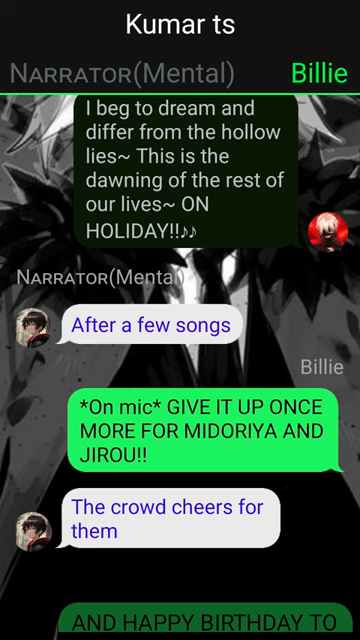 Kumar ts
Narrator(Mental)
Billie
I beg to dream and
differ from the hollow
lies~ This is the
dawning of the rest of
our lives~ ON
HOLIDAY!!♪♪
Narrator(Mental)
After a few songs
Billie
*On mic* GIVE IT UP ONCE
MORE FOR MIDORIYA AND
JIROU!!
The crowd cheers for
them
AND HAPPY BIRTHDAY TO